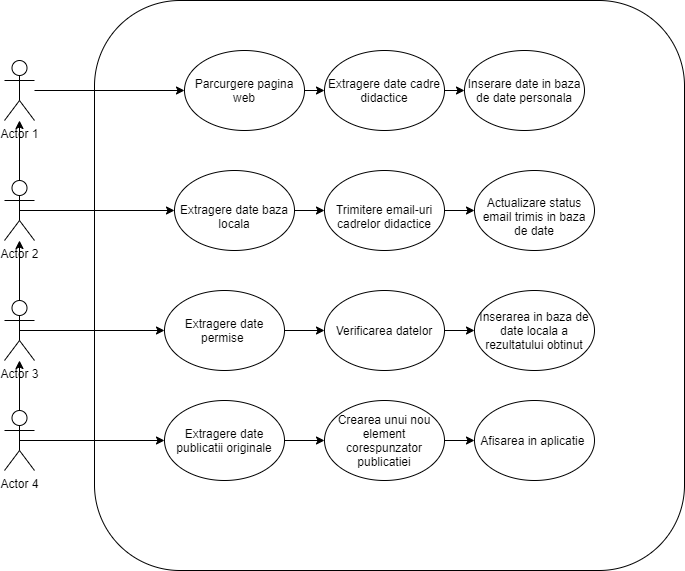 Parcurgere pagina
web
Extragere date cadre
didactice
Inserare date in baza
de date personala
Actor 1
Extragere date baza
locala
Trimitere email-uri
cadrelor didactice
Actualizare status
email trimis in baza
de date
Actor 2
Extragere date
permise
Verificarea datelor
Inserarea in baza de
date locala a
rezultatului obtinut
Actor 3
Extragere date
publicatii originale
Crearea unui nou
element
corespunzator
publicatiei
Afisarea in aplicatie
Actor 4